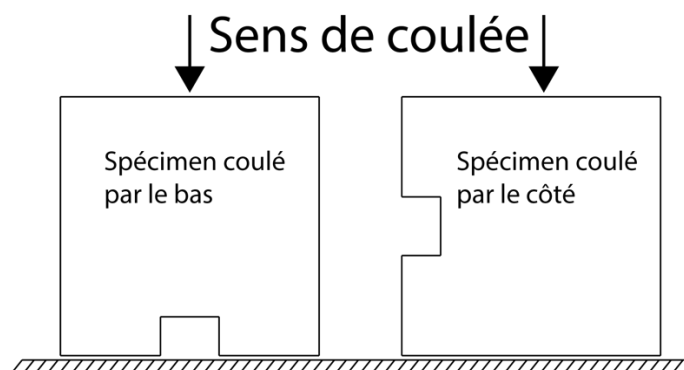 Sens de coulée
Spécimen coulé
par le bas
Spécimen coulé
par le côté